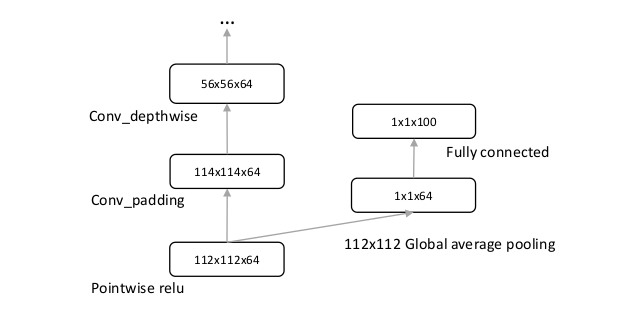 ...
56x56x64
Conv_depthwise
1x1x100
Fully connected
114x114x64
Conv_padding
1x1x64
112x112 Global average pooling
112x112x64
Pointwise relu